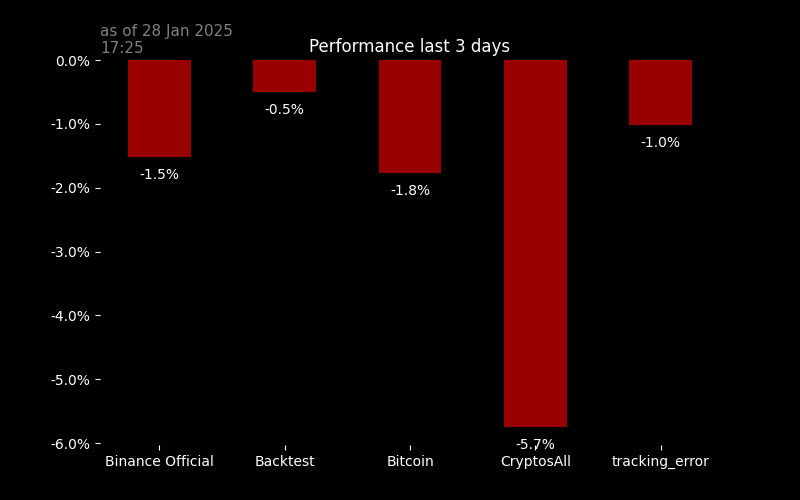 as of 28 Jan 2025
17:25
Performance last 3 days
0.0%
-1.0%
-2.0%
-3.0%
-4.0%
-5.0%
-6.0%
-1.5%
-0.5%
-1.8%
-5.7%
-1.0%
Binance Official
Backtest
Bitcoin
CryptosAll
tracking_error